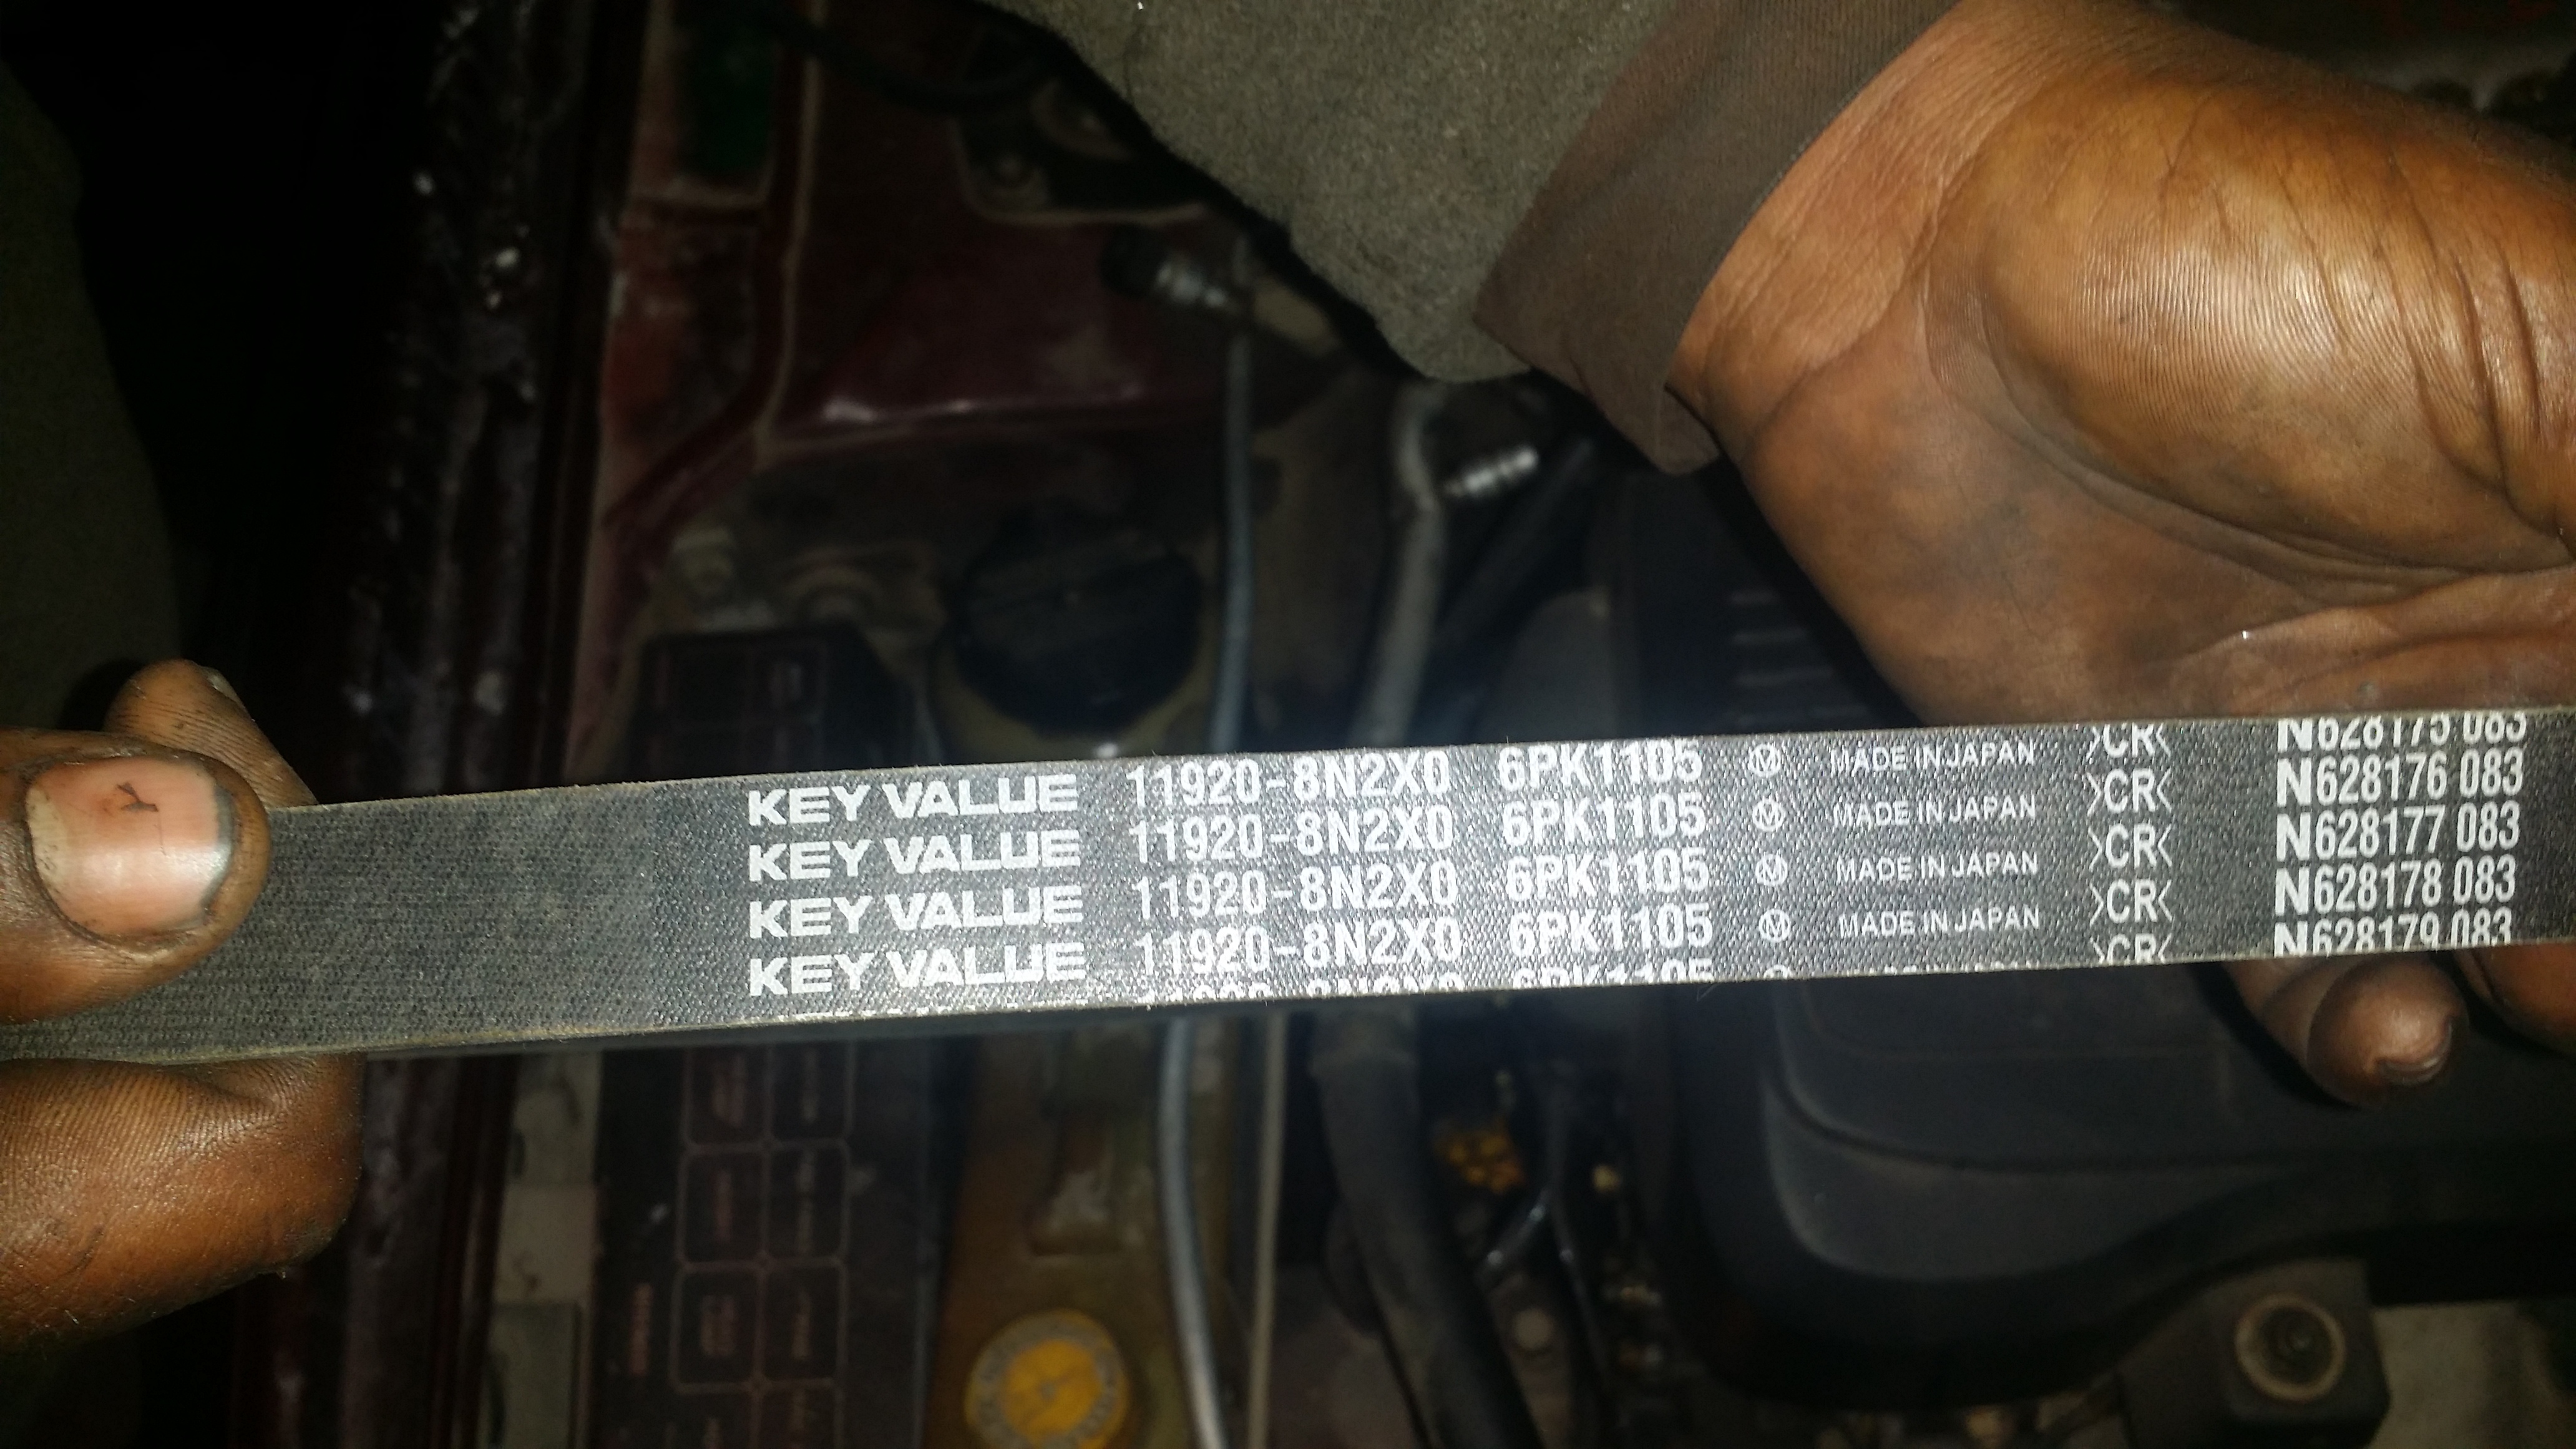 KEY VALUE 11920-8N2X0 6PK1105 Ⓜ MADE IN JAPAN >CR< N628175 083
KEY VALUE 11920-8N2X0 6PK1105 Ⓜ MADE IN JAPAN >CR< N628176 083
KEY VALUE 11920-8N2X0 6PK1105 Ⓜ MADE IN JAPAN >CR< N628177 083
KEY VALUE 11920-8N2X0 6PK1105 Ⓜ MADE IN JAPAN >CR< N628178 083
6PK1105 >CR< N628179 083